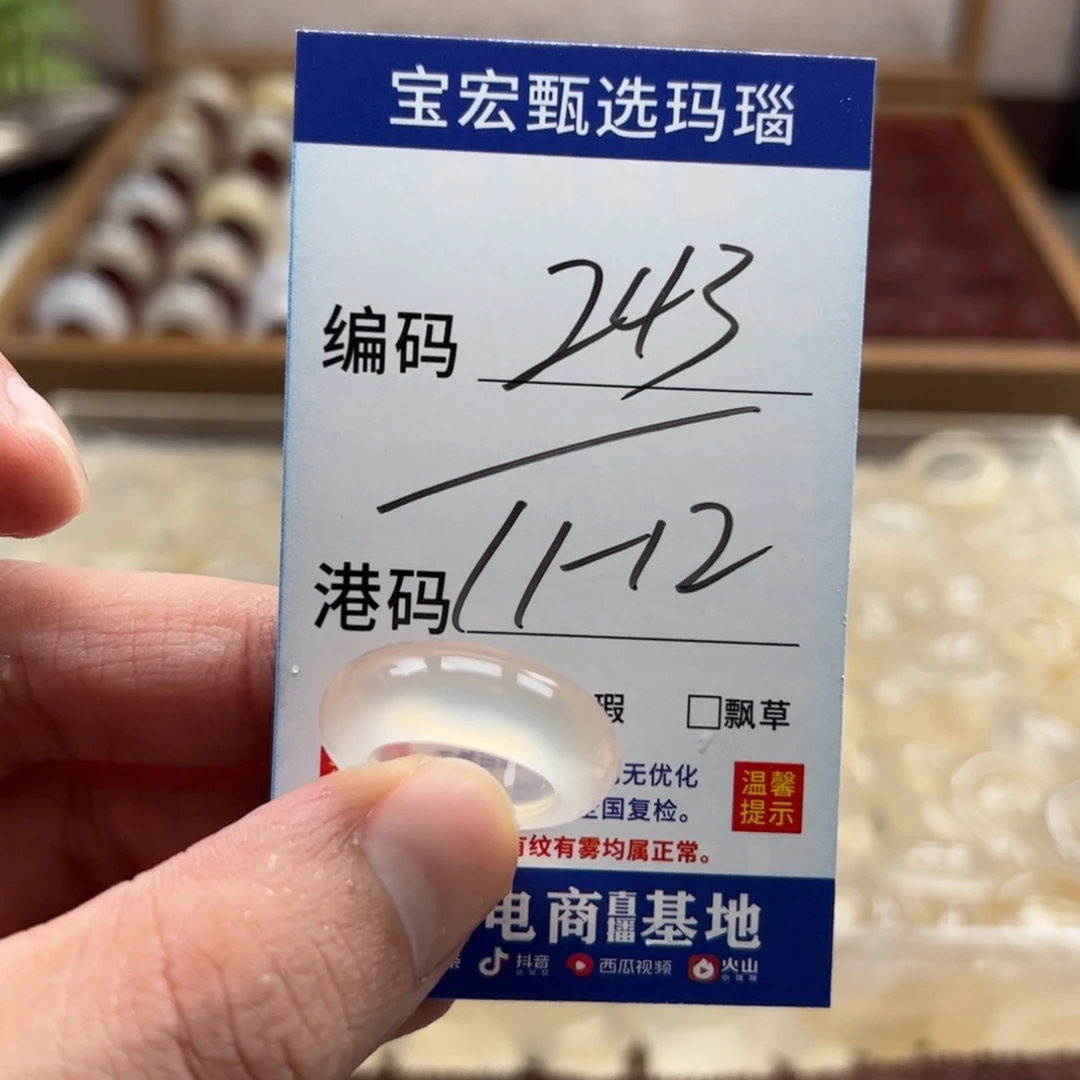 宝宏甄选玛瑙
编码 243
港码 11-12
瑕 □飘草
无优化
全国复检。
温馨提示
有纹有雾均属正常。
电商直播基地
抖音 西瓜视频 火山